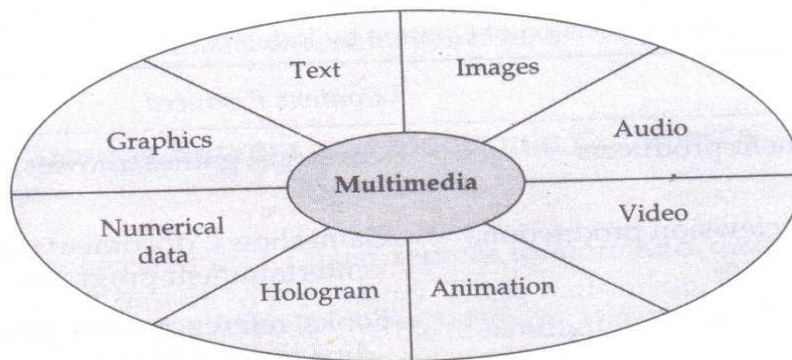 Text
Images
Graphics
Audio
Multimedia
Numerical
data
Video
Hologram
Animation